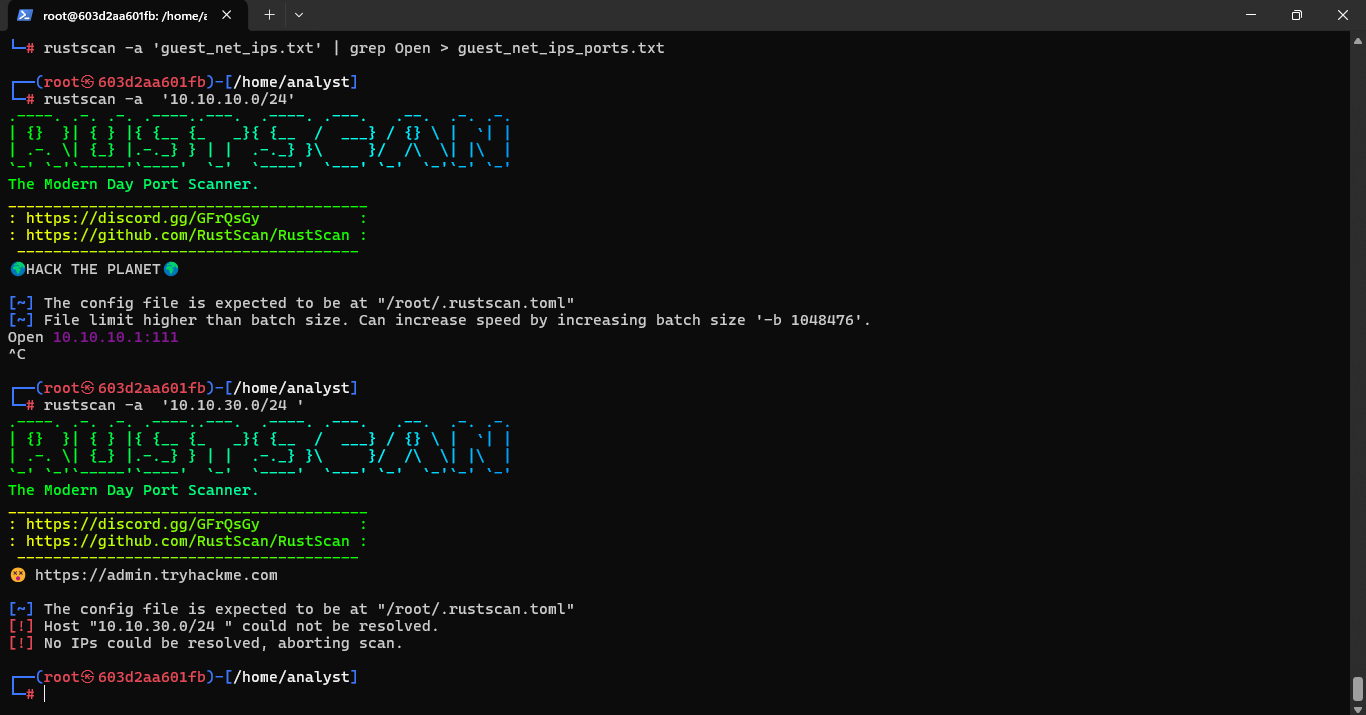 root@603d2aa601fb: /home/a
└─# rustscan -a 'guest_net_ips.txt' | grep Open > guest_net_ips_ports.txt
┌──(root㉿603d2aa601fb)-[/home/analyst]
└─# rustscan -a  '10.10.10.0/24'
.----. .-. .-. .----..---.  .----. .---.   .--.  .-. .-.
| {}  }| { } |{ {__ {_   _}{ {__  /  ___} / {} \ |  `| |
| .-. \| {_} |.-._} } | |  .-._} }\     }/  /\  \| |\  |
`-' `-'`-----'`----'  `-'  `----'  `---' `-'  `-'`-' `-'
The Modern Day Port Scanner.
________________________________________
: https://discord.gg/GFrQsGy           :
: https://github.com/RustScan/RustScan :
 --------------------------------------
🌍HACK THE PLANET🌍
[~] The config file is expected to be at "/root/.rustscan.toml"
[~] File limit higher than batch size. Can increase speed by increasing batch size '-b 1048476'.
Open 10.10.10.1:111
^C
┌──(root㉿603d2aa601fb)-[/home/analyst]
└─# rustscan -a  '10.10.30.0/24 '
.----. .-. .-. .----..---.  .----. .---.   .--.  .-. .-.
| {}  }| { } |{ {__ {_   _}{ {__  /  ___} / {} \ |  `| |
| .-. \| {_} |.-._} } | |  .-._} }\     }/  /\  \| |\  |
`-' `-'`-----'`----'  `-'  `----'  `---' `-'  `-'`-' `-'
The Modern Day Port Scanner.
________________________________________
: https://discord.gg/GFrQsGy           :
: https://github.com/RustScan/RustScan :
 --------------------------------------
😵 https://admin.tryhackme.com
[~] The config file is expected to be at "/root/.rustscan.toml"
[!] Host "10.10.30.0/24 " could not be resolved.
[!] No IPs could be resolved, aborting scan.
┌──(root㉿603d2aa601fb)-[/home/analyst]
└─#